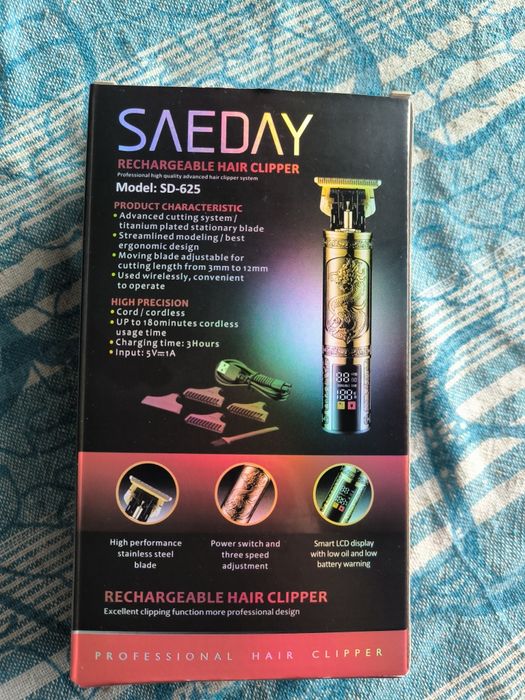 SAEDAY
RECHARGEABLE HAIR CLIPPER
Professional high quality advanced hair clipper system
Model: SD-625
PRODUCT CHARACTERISTIC
• Advanced cutting system /
titanium plated stationary blade
• Streamlined modeling / best
ergonomic design
• Moving blade adjustable for
cutting length from 3mm to 12mm
• Used wirelessly, convenient
to operate
HIGH PRECISION
• Cord / cordless
• UP to 180minutes cordless
usage time
• Charging time: 3Hours
• Input: 5V⎓1A
High performance
stainless steel
blade
Power switch and
three speed
adjustment
Smart LCD display
with low oil and low
battery warning
RECHARGEABLE HAIR CLIPPER
Excellent clipping function more professional design
PROFESSIONAL HAIR CLIPPER